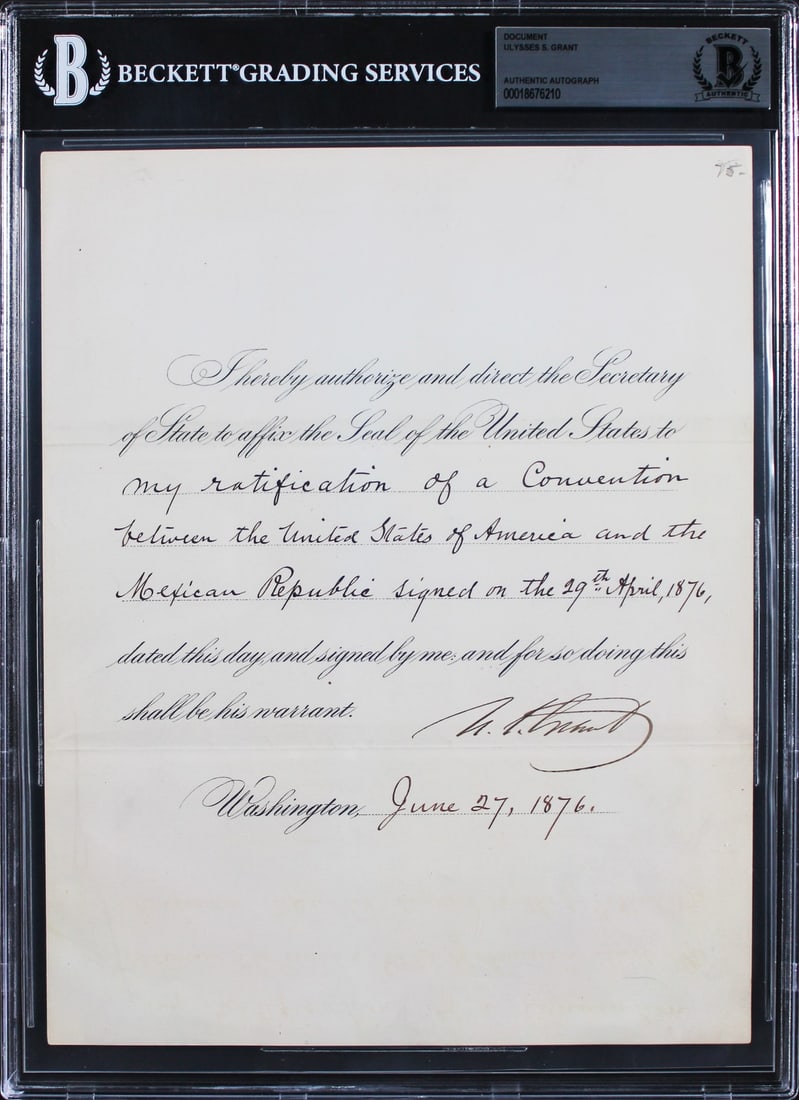 B BECKETT® GRADING SERVICES
DOCUMENT
ULYSSES S. GRANT
AUTHENTIC AUTOGRAPH
00018676210
BECKETT
B
AUTHENTIC
I hereby authorize and direct the Secretary
of State to affix the Seal of the United States to
my ratification of a Convention
between the United States of America and the
Mexican Republic signed on the 29th April, 1876,
dated this day, and signed by me: and for so doing this
shall be his warrant.
U. S. Grant
Washington, June 27, 1876.